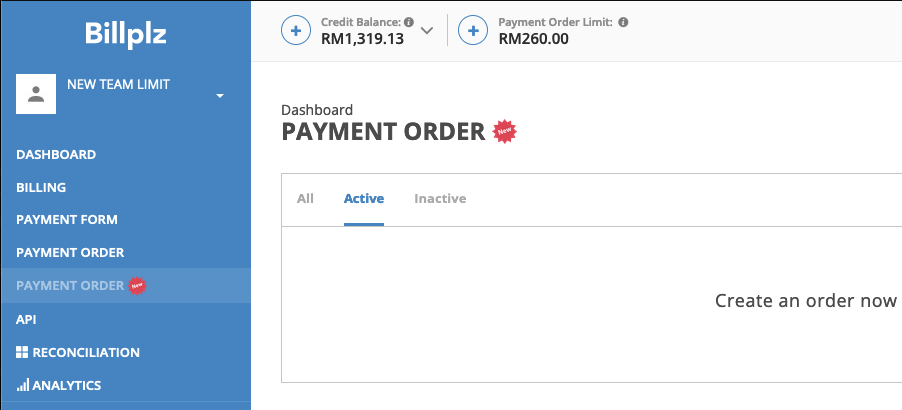 Billplz
NEW TEAM LIMIT
DASHBOARD
BILLING
PAYMENT FORM
PAYMENT ORDER
PAYMENT ORDER New
API
RECONCILIATION
ANALYTICS
Credit Balance:
RM1,319.13
Payment Order Limit:
RM260.00
Dashboard
PAYMENT ORDER New
All Active Inactive
Create an order now